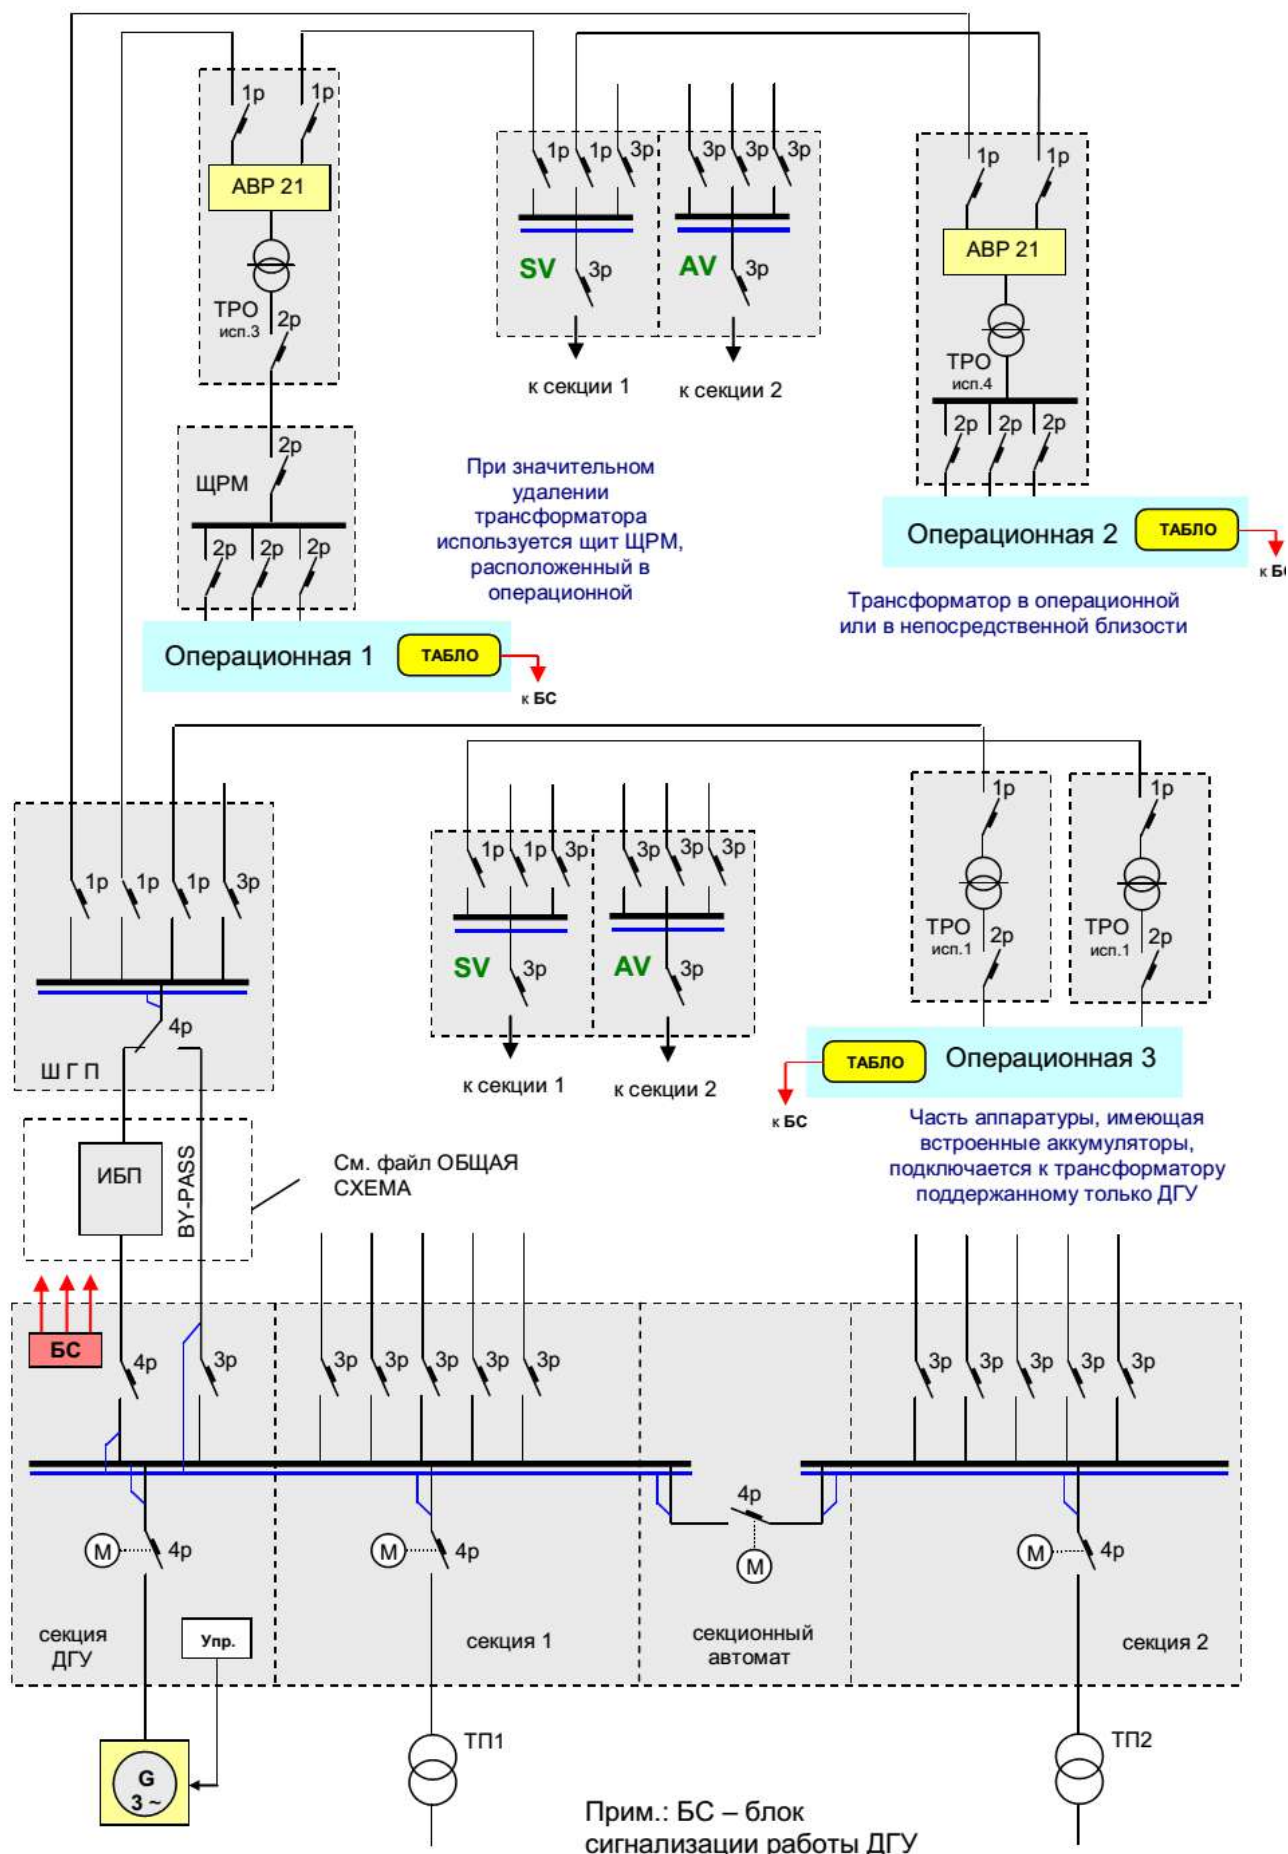 1р
1р
АВР 21
ТРО
исп.3
2р
2р
ЩРМ
2р
2р
2р
Операционная 1
ТАБЛО
к БС
1р
1р
3р
SV
3р
к секции 1
3р
3р
3р
AV
3р
к секции 2
При значительном
удалении
трансформатора
используется щит ЩРМ,
расположенный в
операционной
1р
1р
АВР 21
ТРО
исп.4
2р
2р
2р
Операционная 2
ТАБЛО
к БС
Трансформатор в операционной
или в непосредственной близости
1р
1р
1р
3р
4р
Ш Г П
ИБП
BY-PASS
См. файл ОБЩАЯ
СХЕМА
1р
1р
3р
SV
3р
к секции 1
3р
3р
3р
AV
3р
к секции 2
1р
ТРО
исп.1
2р
1р
ТРО
исп.1
2р
ТАБЛО
Операционная 3
к БС
Часть аппаратуры, имеющая
встроенные аккумуляторы,
подключается к трансформатору
поддержанному только ДГУ
БС
4р
3р
3р
3р
3р
3р
3р
3р
3р
3р
3р
3р
М
4р
М
4р
4р
М
М
4р
секция
ДГУ
Упр.
секция 1
секционный
автомат
секция 2
G
3 ~
ТП1
ТП2
Прим.: БС – блок
сигнализации работы ДГУ